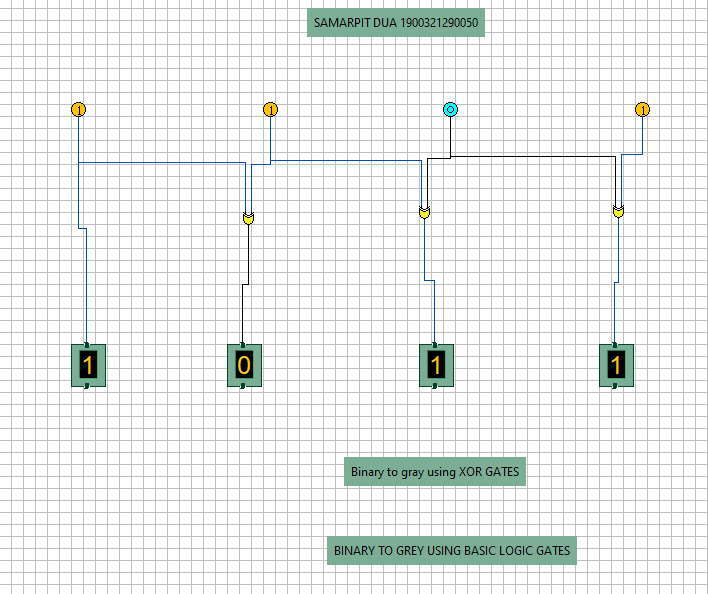 SAMARPIT DUA 1900321290050
1 1 0 1
1 0 1 1
Binary to gray using XOR GATES
BINARY TO GREY USING BASIC LOGIC GATES